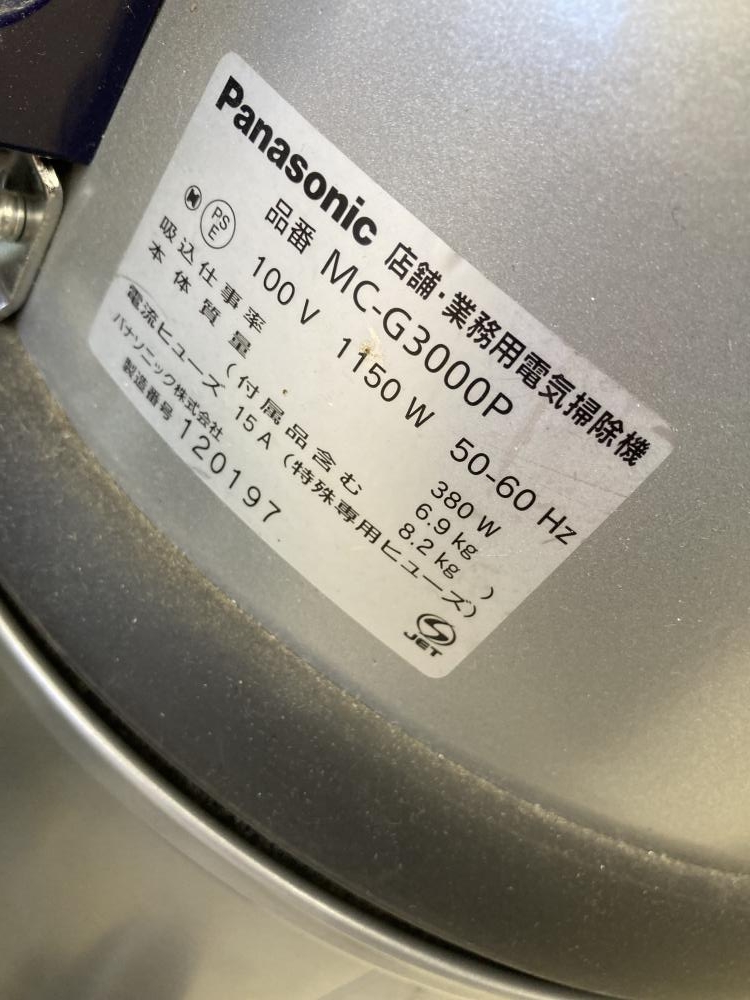 Panasonic 店舗・業務用電気掃除機
品番 MC-G3000P
PS E 100 V 1150 W 50-60 Hz
吸込仕事率 380 W
本体質量 6.9 kg
(付属品含む 8.2 kg )
電流ヒューズ 15 A (特殊専用ヒューズ)
パナソニック株式会社
製造番号 120197
JET